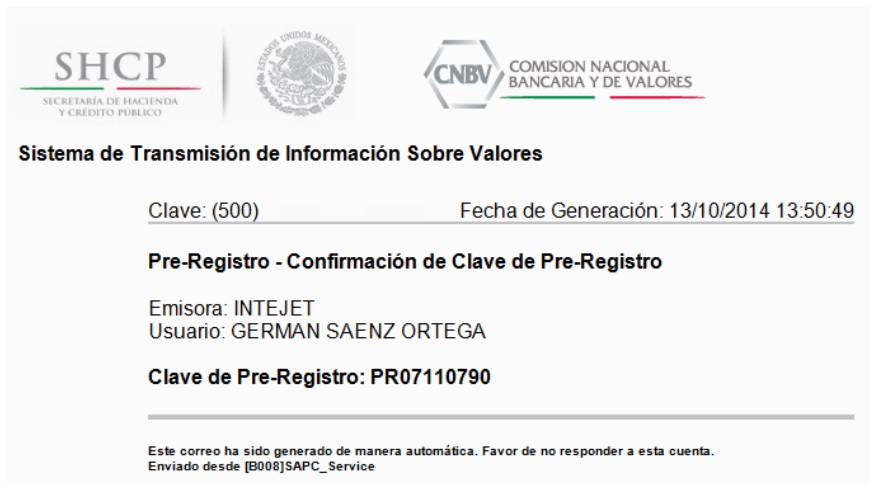 SHCP
SECRETARÍA DE HACIENDA
Y CRÉDITO PÚBLICO
ESTADOS UNIDOS MEXICANOS
CNBV
COMISION NACIONAL
BANCARIA Y DE VALORES
Sistema de Transmisión de Información Sobre Valores
Clave: (500) Fecha de Generación: 13/10/2014 13:50:49
Pre-Registro - Confirmación de Clave de Pre-Registro
Emisora: INTEJET
Usuario: GERMAN SAENZ ORTEGA
Clave de Pre-Registro: PR07110790
Este correo ha sido generado de manera automática. Favor de no responder a esta cuenta.
Enviado desde [B008]SAPC_Service